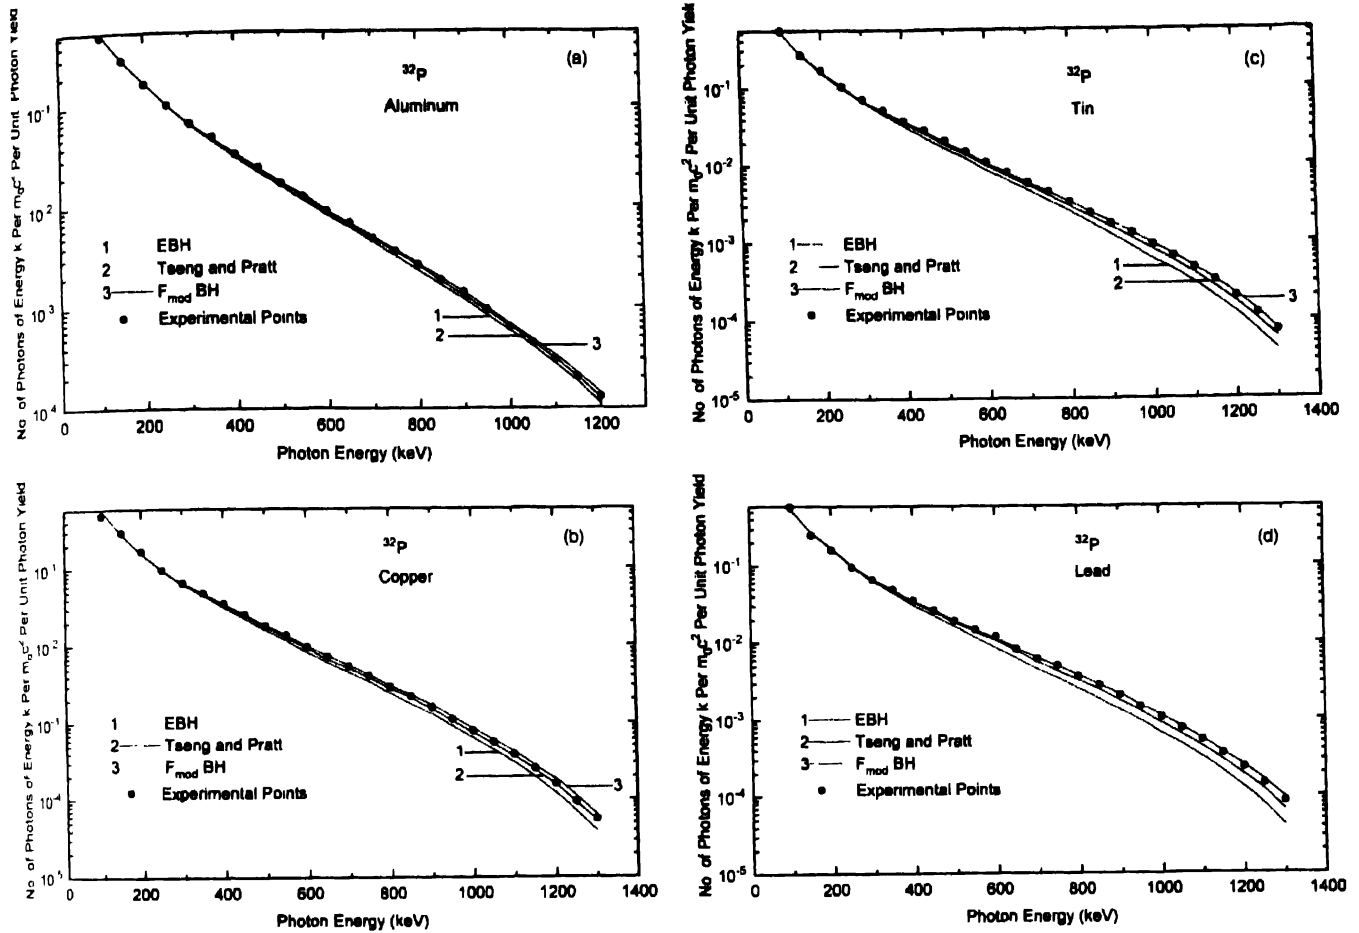 No of Photons of Energy k Per m₀c² Per Unit Photon Yield
(a)
³²P
Aluminum
10⁻¹
10⁻²
10⁻³
10⁻⁴
1 EBH
2 Tseng and Pratt
3 F_mod BH
Experimental Points
1
2
3
0 200 400 600 800 1000 1200
Photon Energy (keV)
No of Photons of Energy k Per m₀c² Per Unit Photon Yield
(c)
³²P
Tin
10⁻¹
10⁻²
10⁻³
10⁻⁴
10⁻⁵
1 EBH
2 Tseng and Pratt
3 F_mod BH
Experimental Points
1
2
3
0 200 400 600 800 1000 1200 1400
Photon Energy (keV)
No of Photons of Energy k Per m₀c² Per Unit Photon Yield
(b)
³²P
Copper
10¹
10⁻²
10⁻¹
10⁻⁴
10⁵
1 EBH
2 Tseng and Pratt
3 F_mod BH
Experimental Points
1
2
3
0 200 400 600 800 1000 1200 1400
Photon Energy (keV)
No of Photons of Energy k Per m₀c² Per Unit Photon Yield
(d)
³²P
Lead
10⁻¹
10⁻²
10⁻³
10⁻⁴
10⁻⁵
1 EBH
2 Tseng and Pratt
3 F_mod BH
Experimental Points
0 200 400 600 800 1000 1200 1400
Photon Energy (keV)